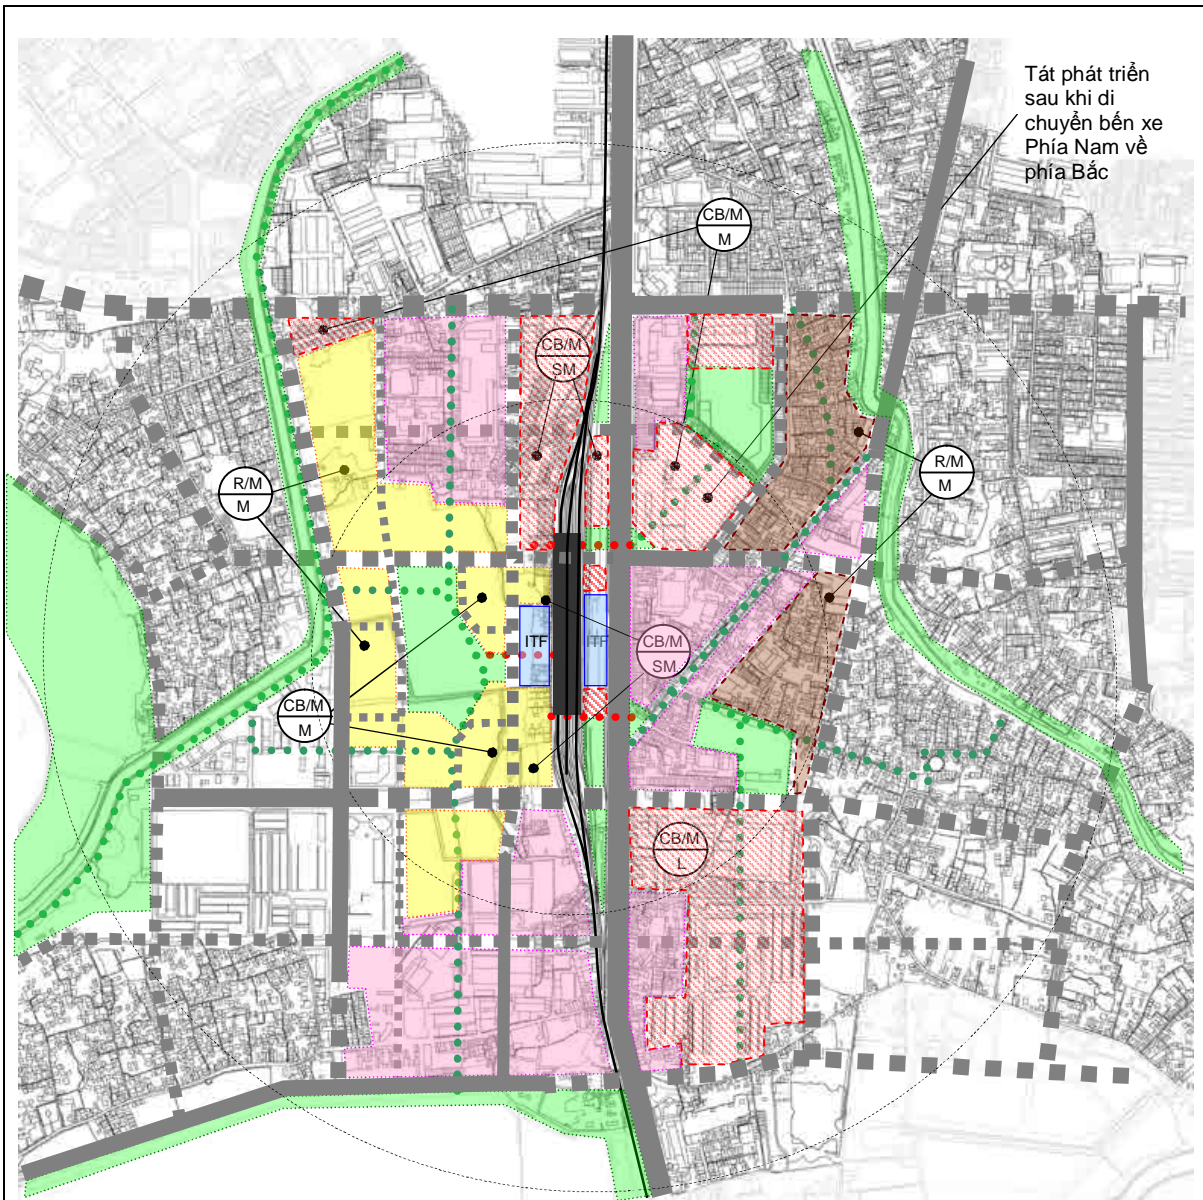 Tát phát triển
sau khi di
chuyển bến xe
Phía Nam về
phía Bắc
CB/M
M
CB/M
SM
R/M
M
R/M
M
ITF
ITF
CB/M
SM
CB/M
M
CB/M
L